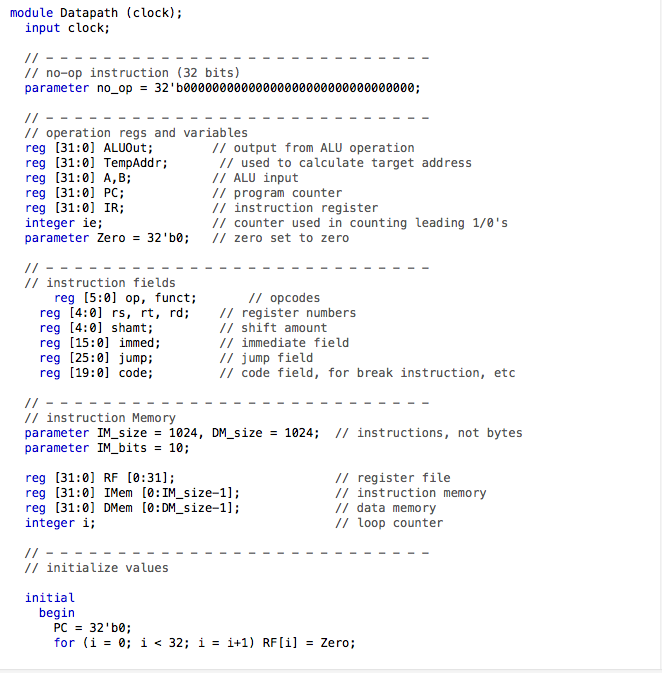 module Datapath (clock);
  input clock;

  // - - - - - - - - - - - - - - - - - - - - - - - - - - -
  // no-op instruction (32 bits)
  parameter no_op = 32'b00000000000000000000000000000000;

  // - - - - - - - - - - - - - - - - - - - - - - - - - - -
  // operation regs and variables
  reg [31:0] ALUOut;        // output from ALU operation
  reg [31:0] TempAddr;       // used to calculate target address
  reg [31:0] A,B;           // ALU input
  reg [31:0] PC;            // program counter
  reg [31:0] IR;            // instruction register
  integer ie;               // counter used in counting leading 1/0's
  parameter Zero = 32'b0;   // zero set to zero

  // - - - - - - - - - - - - - - - - - - - - - - - - - - -
  // instruction fields
      reg [5:0] op, funct;       // opcodes
    reg [4:0] rs, rt, rd;    // register numbers
    reg [4:0] shamt;         // shift amount
    reg [15:0] immed;        // immediate field
    reg [25:0] jump;         // jump field
    reg [19:0] code;         // code field, for break instruction, etc

  // - - - - - - - - - - - - - - - - - - - - - - - - - - -
  // instruction Memory
  parameter IM_size = 1024, DM_size = 1024;  // instructions, not bytes
  parameter IM_bits = 10;

  reg [31:0] RF [0:31];                      // register file
  reg [31:0] IMem [0:IM_size-1];             // instruction memory
  reg [31:0] DMem [0:DM_size-1];             // data memory
  integer i;                                 // loop counter

  // - - - - - - - - - - - - - - - - - - - - - - - - - - -
  // initialize values

  initial
    begin
      PC = 32'b0;
      for (i = 0; i < 32; i = i+1) RF[i] = Zero;